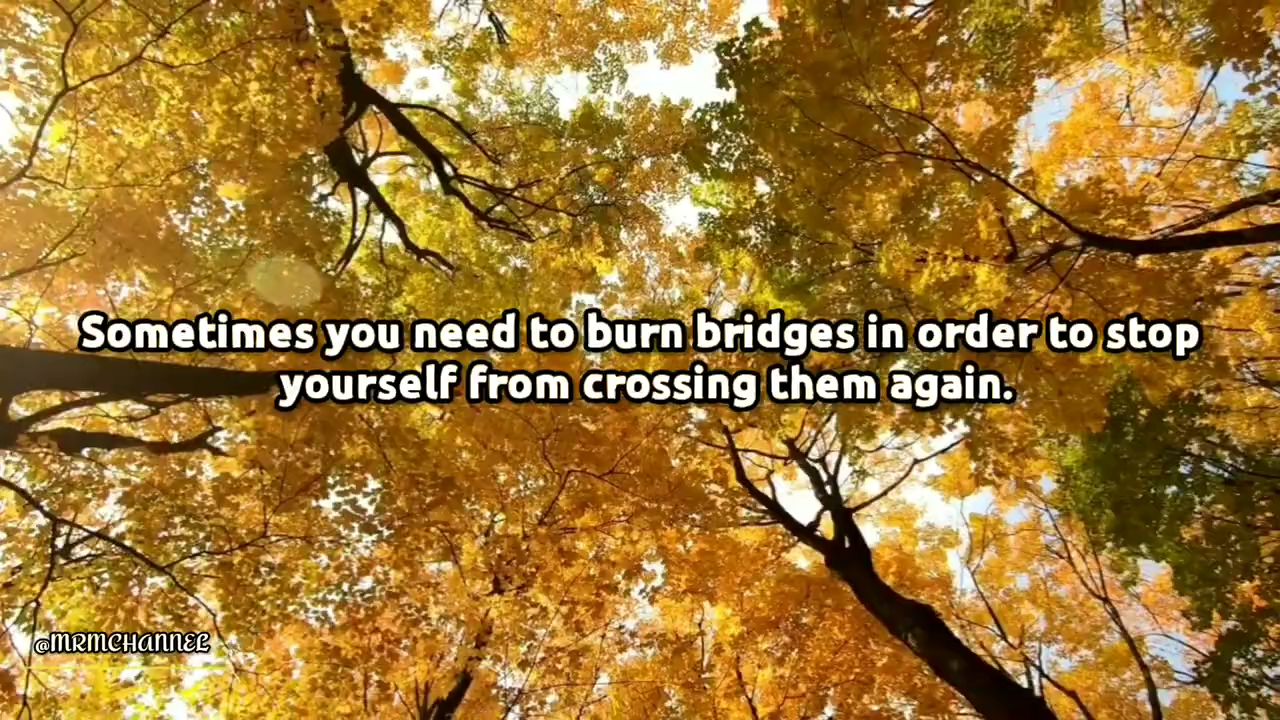 Sometimes you need to burn bridges in order to stop
yourself from crossing them again.
@MRMCHANNEL